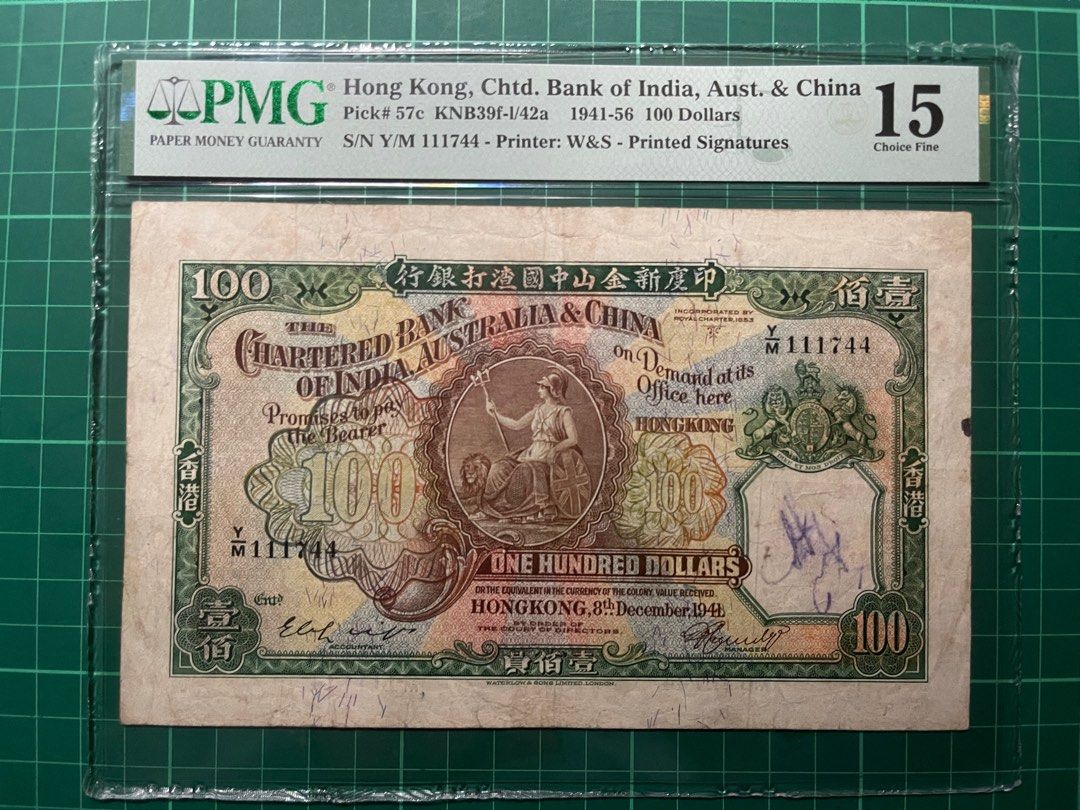 PMG®
PAPER MONEY GUARANTY
Hong Kong, Chtd. Bank of India, Aust. & China
Pick# 57c KNB39f-l/42a 1941-56 100 Dollars
S/N Y/M 111744 - Printer: W&S - Printed Signatures
15
Choice Fine
100
行銀打渣國中山金新度印
佰壹
THE
CHARTERED BANK
OF INDIA, AUSTRALIA & CHINA
INCORPORATED BY
ROYAL CHARTER, 1853
Y/M 111744
Promises to pay
the Bearer
on Demand at its
Office here
HONGKONG
100
100
香港
香港
Y/M 111744
ONE HUNDRED DOLLARS
OR THE EQUIVALENT IN THE CURRENCY OF THE COLONY, VALUE RECEIVED
HONGKONG, 8th December, 1941.
BY ORDER OF
THE COURT OF DIRECTORS
Entd
ACCOUNTANT
MANAGER
壹佰
員佰壹
100
WATERLOW & SONS LIMITED, LONDON.